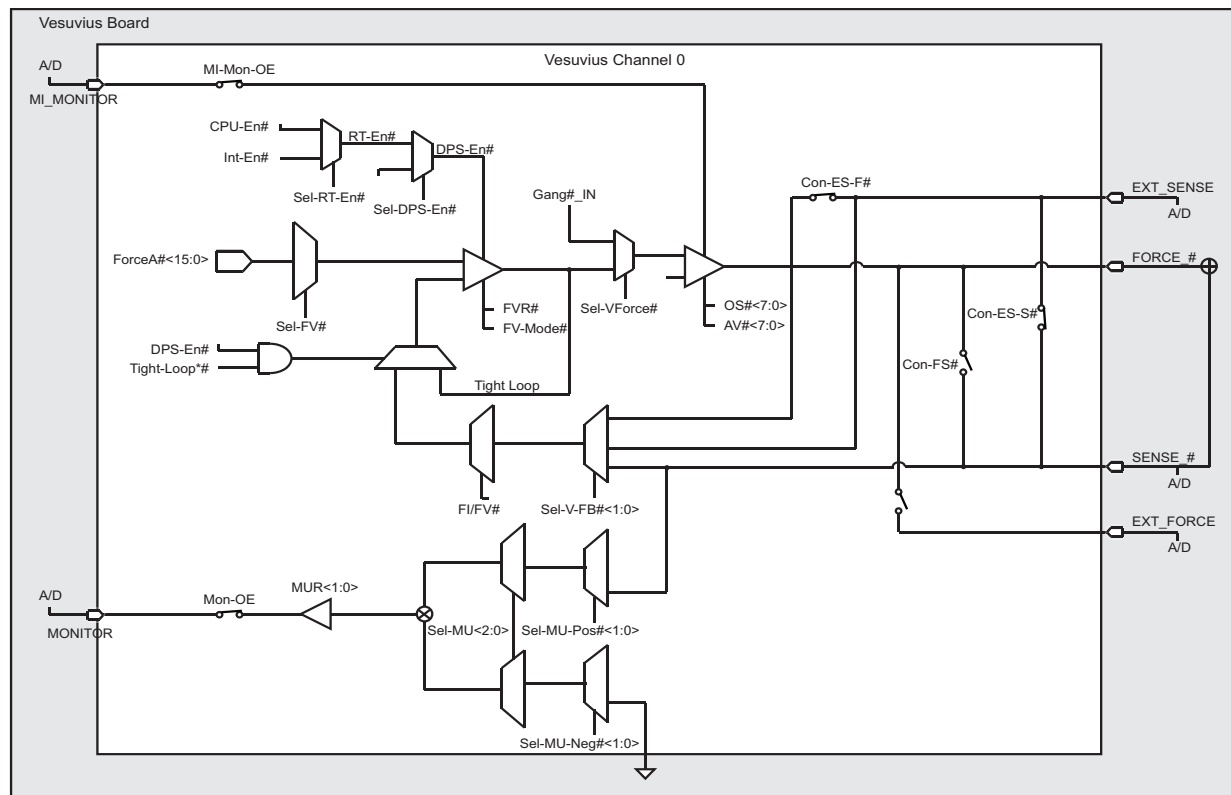 Vesuvius Board
Vesuvius Channel 0
A/D
MI-Mon-OE
MI_MONITOR
CPU-En#
RT-En#
DPS-En#
Int-En#
Sel-RT-En#
Sel-DPS-En#
Gang#_IN
Con-ES-F#
EXT_SENSE
A/D
ForceA#<15:0>
FORCE_#
Sel-FV#
FVR#
FV-Mode#
Sel-VForce#
OS#<7:0>
AV#<7:0>
Con-ES-S#
DPS-En#
Tight-Loop*#
Tight Loop
Con-FS#
SENSE_#
A/D
FI/FV#
Sel-V-FB#<1:0>
EXT_FORCE
A/D
A/D
Mon-OE
MUR<1:0>
MONITOR
Sel-MU<2:0>
Sel-MU-Pos#<1:0>
Sel-MU-Neg#<1:0>